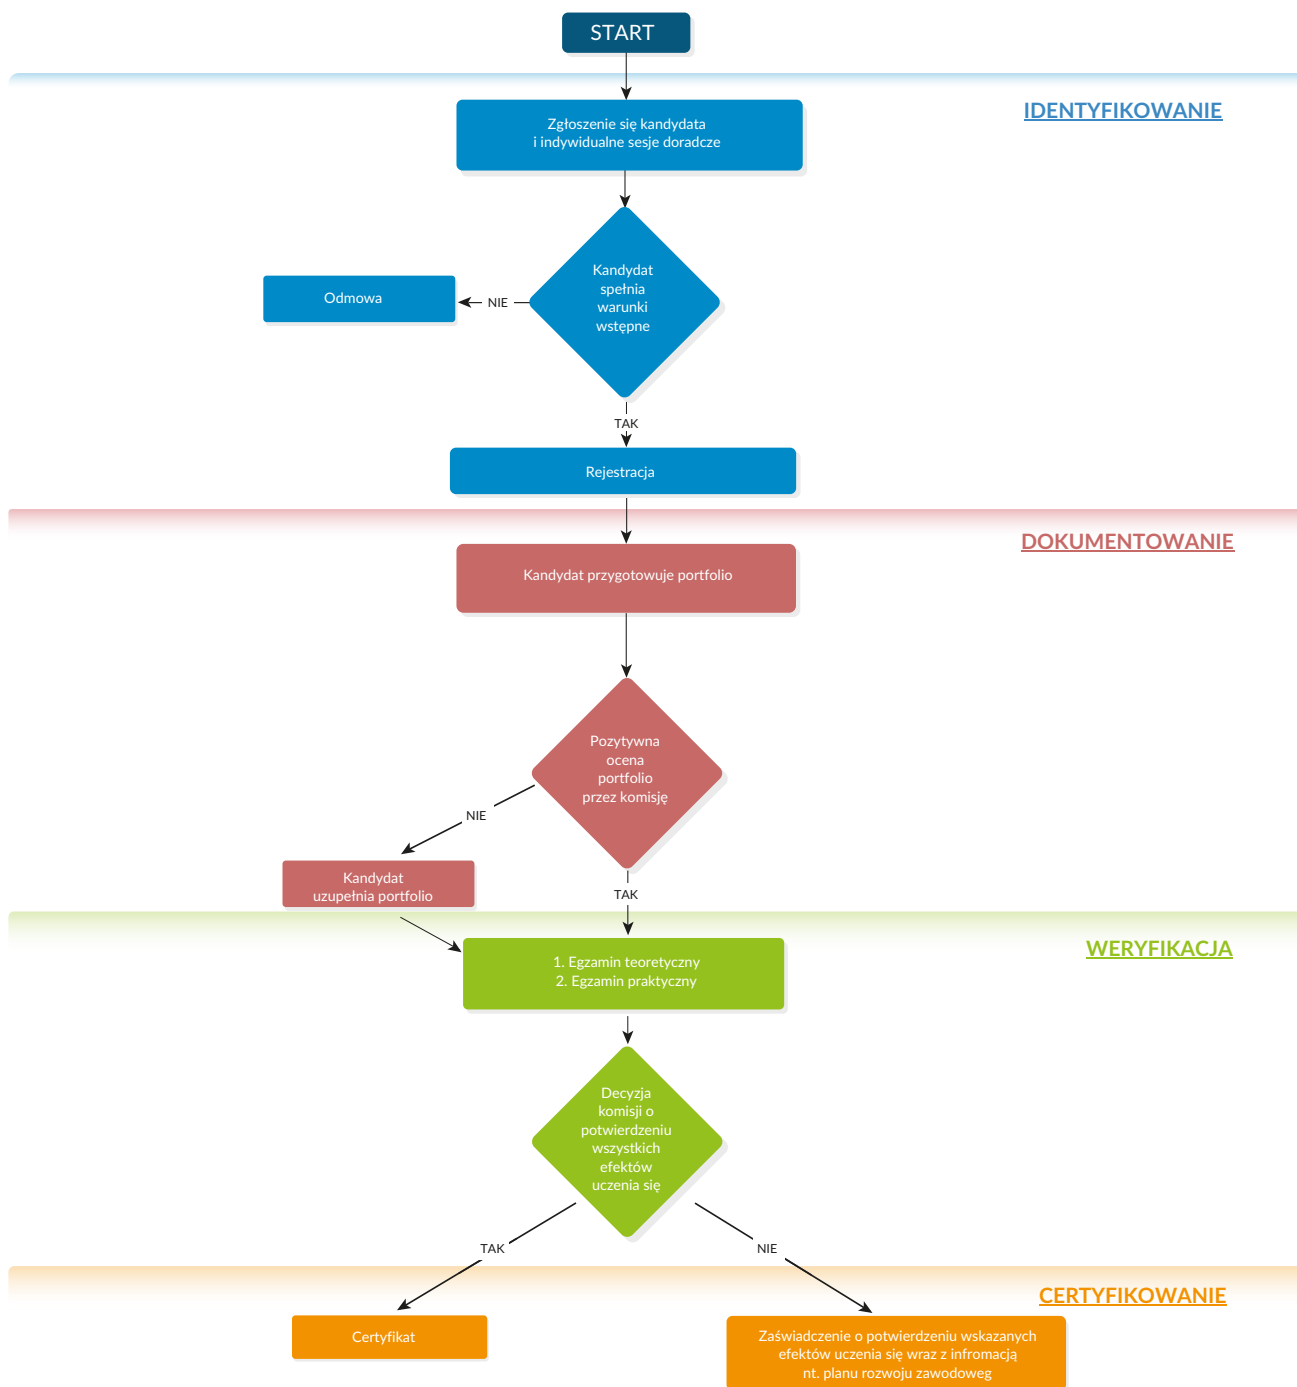 START
IDENTYFIKOWANIE
Zgłoszenie się kandydata
i indywidualne sesje doradcze
Kandydat
spełnia
warunki
wstępne
NIE
Odmowa
TAK
Rejestracja
DOKUMENTOWANIE
Kandydat przygotowuje portfolio
Pozytywna
ocena
portfolio
przez komisję
NIE
Kandydat
uzupełnia portfolio
TAK
WERYFIKACJA
1. Egzamin teoretyczny
2. Egzamin praktyczny
Decyzja
komisji o
potwierdzeniu
wszystkich
efektów
uczenia się
TAK
NIE
CERTYFIKOWANIE
Certyfikat
Zaświadczenie o potwierdzeniu wskazanych
efektów uczenia się wraz z infromacją
nt. planu rozwoju zawodoweg